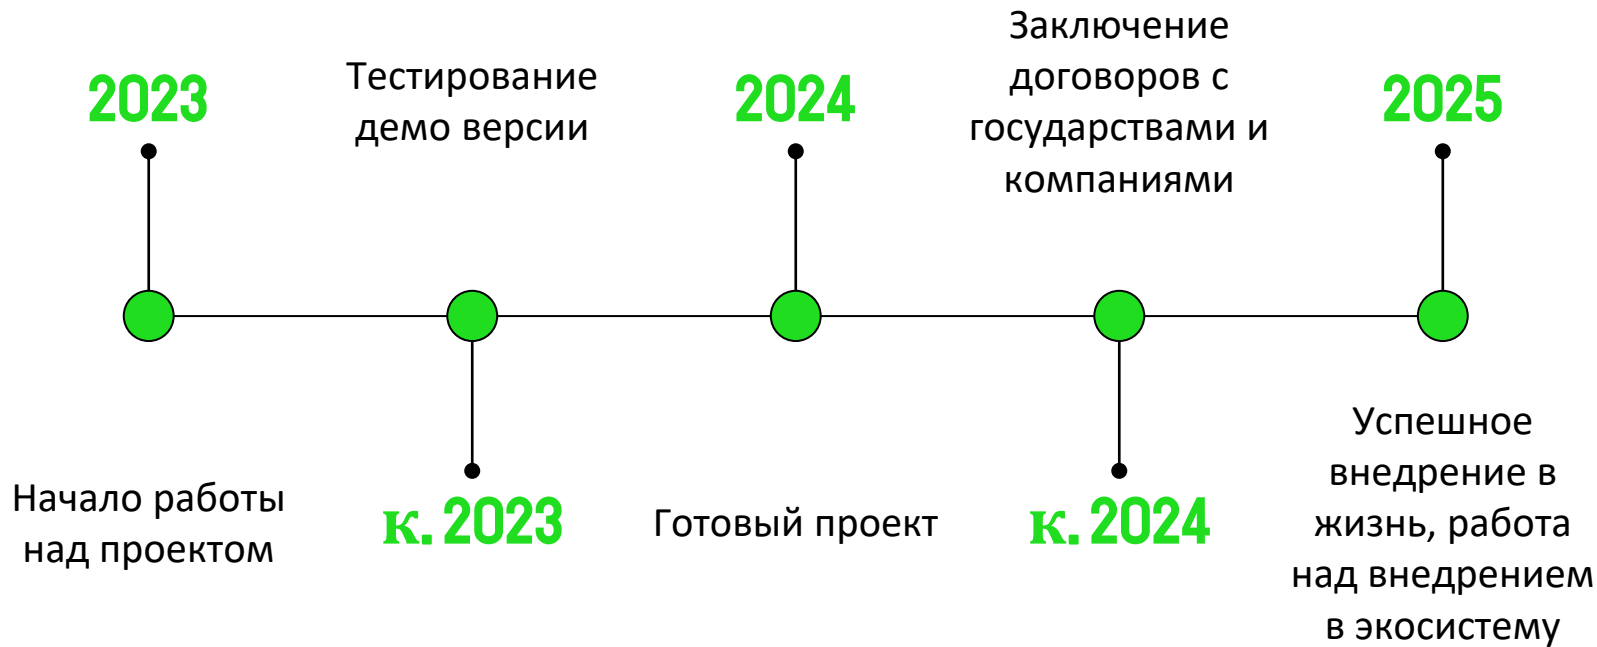 2023
Начало работы
над проектом
Тестирование
демо версии
к. 2023
2024
Готовый проект
Заключение
договоров с
государствами и
компаниями
к. 2024
2025
Успешное
внедрение в
жизнь, работа
над внедрением
в экосистему